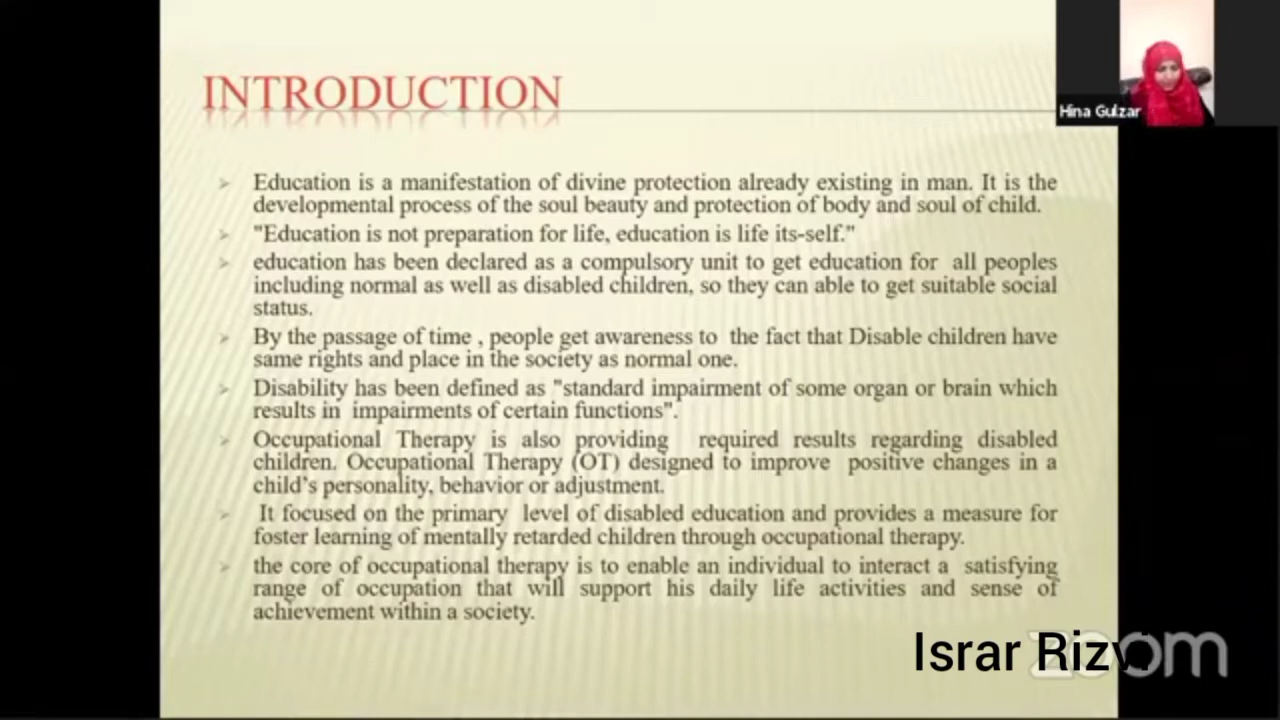 INTRODUCTION
Hina Gulzar
Education is a manifestation of divine protection already existing in man. It is the
developmental process of the soul beauty and protection of body and soul of child.
"Education is not preparation for life, education is life its-self."
education has been declared as a compulsory unit to get education for all peoples
including normal as well as disabled children, so they can able to get suitable social
status.
By the passage of time , people get awareness to the fact that Disable children have
same rights and place in the society as normal one.
Disability has been defined as "standard impairment of some organ or brain which
results in impairments of certain functions".
Occupational Therapy is also providing required results regarding disabled
children. Occupational Therapy (OT) designed to improve positive changes in a
child's personality, behavior or adjustment.
It focused on the primary level of disabled education and provides a measure for
foster learning of mentally retarded children through occupational therapy.
the core of occupational therapy is to enable an individual to interact a satisfying
range of occupation that will support his daily life activities and sense of
achievement within a society.
Israr Rizvi
zoom